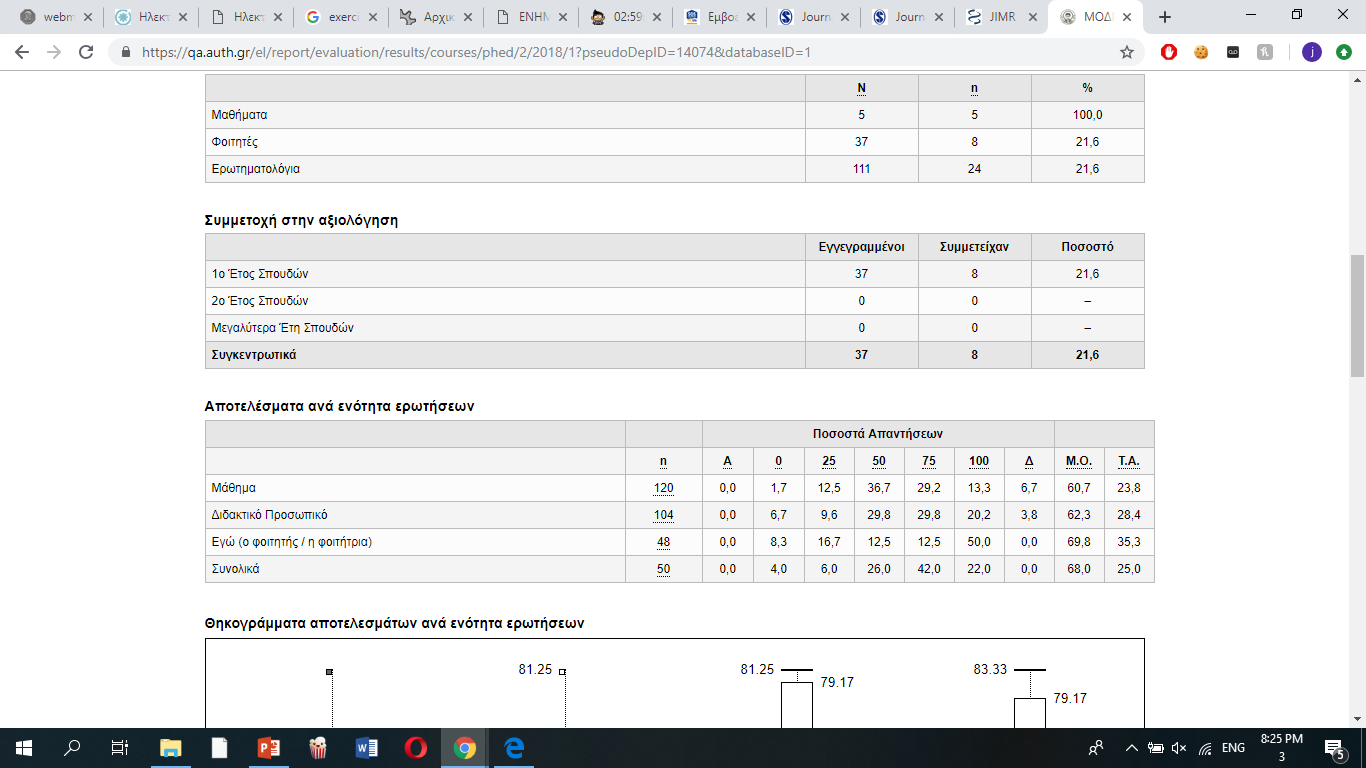 webm Ηλεκτ Ηλεκτ exerci Αρχικ ENHM 02:59 Εμβοε Journ Journ JIMR ΜΟΔΙ
https://qa.auth.gr/el/report/evaluation/results/courses/phed/2/2018/1?pseudoDepID=14074&databaseID=1 j
N n %
Μαθήματα 5 5 100,0
Φοιτητές 37 8 21,6
Ερωτηματολόγια 111 24 21,6
Συμμετοχή στην αξιολόγηση
Εγγεγραμμένοι Συμμετείχαν Ποσοστό
1ο Έτος Σπουδών 37 8 21,6
2ο Έτος Σπουδών 0 0 –
Μεγαλύτερα Έτη Σπουδών 0 0 –
Συγκεντρωτικά 37 8 21,6
Αποτελέσματα ανά ενότητα ερωτήσεων
Ποσοστά Απαντήσεων
n Α 0 25 50 75 100 Δ Μ.Ο. Τ.Α.
Μάθημα 120 0,0 1,7 12,5 36,7 29,2 13,3 6,7 60,7 23,8
Διδακτικό Προσωπικό 104 0,0 6,7 9,6 29,8 29,8 20,2 3,8 62,3 28,4
Εγώ (ο φοιτητής / η φοιτήτρια) 48 0,0 8,3 16,7 12,5 12,5 50,0 0,0 69,8 35,3
Συνολικά 50 0,0 4,0 6,0 26,0 42,0 22,0 0,0 68,0 25,0
Θηκογράμματα αποτελεσμάτων ανά ενότητα ερωτήσεων
81.25 81.25 83.33
79.17
79.17
ENG 8:25 PM
3 5